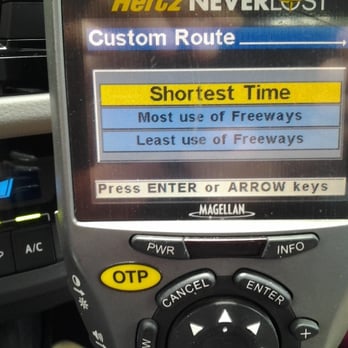 Hertz NEVERLOST
Custom Route
Shortest Time
Most use of Freeways
Least use of Freeways
Press ENTER or ARROW keys
MAGELLAN
PWR
INFO
OTP
CANCEL
ENTER
A/C
+